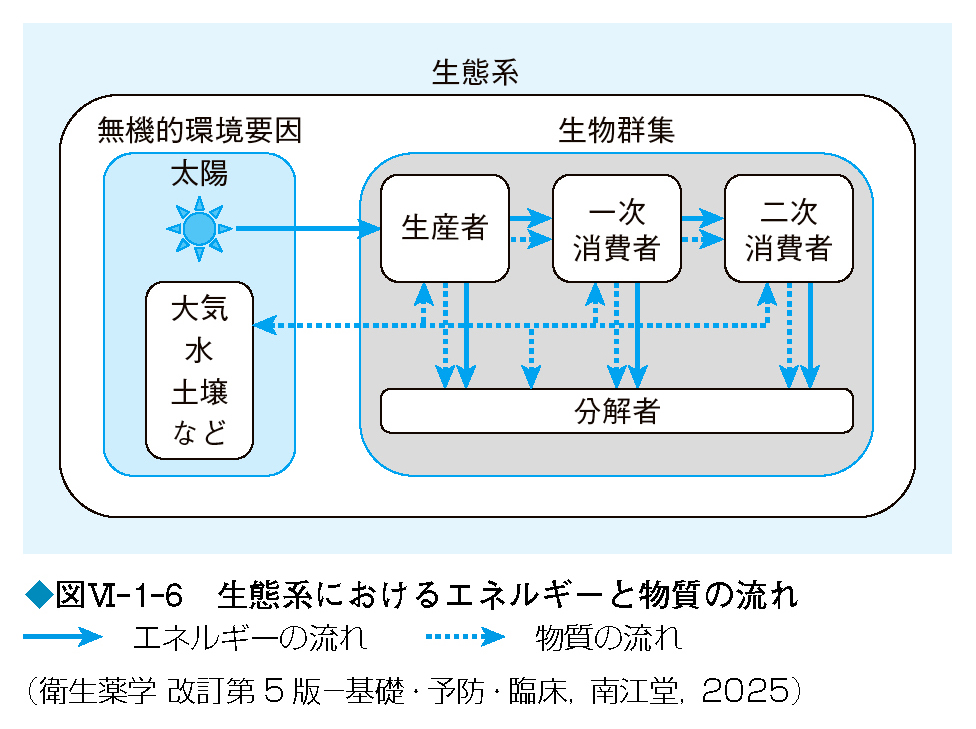 生態系
無機的環境要因
太陽
大気
水
土壌
など
生物群集
生産者
一次
消費者
二次
消費者
分解者
◆図Ⅵ-1-6　生態系におけるエネルギーと物質の流れ
エネルギーの流れ　物質の流れ
（衛生薬学 改訂第5版−基礎・予防・臨床, 南江堂, 2025）